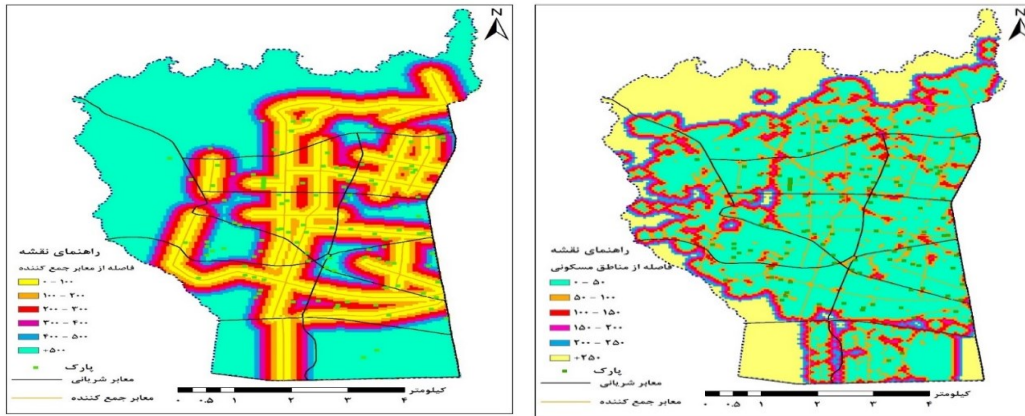 N
راهنمای نقشه
فاصله از معابر جمع کننده
۰ - ۱۰۰
۱۰۰ - ۲۰۰
۲۰۰ - ۳۰۰
۳۰۰ - ۴۰۰
۴۰۰ - ۵۰۰
+۵۰۰
پارک
معابر شریانی
معابر جمع کننده
کیلومتر
۰ ۰.۵ ۱ ۲ ۳ ۴
N
راهنمای نقشه
فاصله از مناطق مسکونی
۰ - ۵۰
۵۰ - ۱۰۰
۱۰۰ - ۱۵۰
۱۵۰ - ۲۰۰
۲۰۰ - ۲۵۰
+۲۵۰
پارک
معابر شریانی
معابر جمع کننده
کیلومتر
۰ ۰.۵ ۱ ۲ ۳ ۴